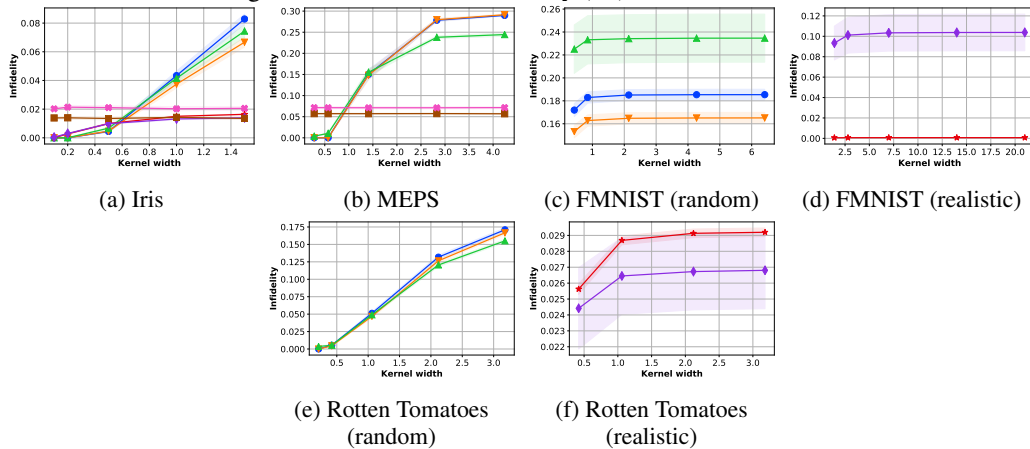 0.08
0.06
0.04
0.02
0.00
Infidelity
0.2 0.4 0.6 0.8 1.0 1.2 1.4
Kernel width
(a) Iris
0.30
0.25
0.20
0.15
0.10
0.05
0.00
Infidelity
0.5 1.0 1.5 2.0 2.5 3.0 3.5 4.0
Kernel width
(b) MEPS
0.26
0.24
0.22
0.20
0.18
0.16
Infidelity
1 2 3 4 5 6
Kernel width
(c) FMNIST (random)
0.12
0.10
0.08
0.06
0.04
0.02
0.00
Infidelity
2.5 5.0 7.5 10.0 12.5 15.0 17.5 20.0
Kernel width
(d) FMNIST (realistic)
0.175
0.150
0.125
0.100
0.075
0.050
0.025
0.000
Infidelity
0.5 1.0 1.5 2.0 2.5 3.0
Kernel width
(e) Rotten Tomatoes
(random)
0.029
0.028
0.027
0.026
0.025
0.024
0.023
0.022
Infidelity
0.5 1.0 1.5 2.0 2.5 3.0
Kernel width
(f) Rotten Tomatoes
(realistic)